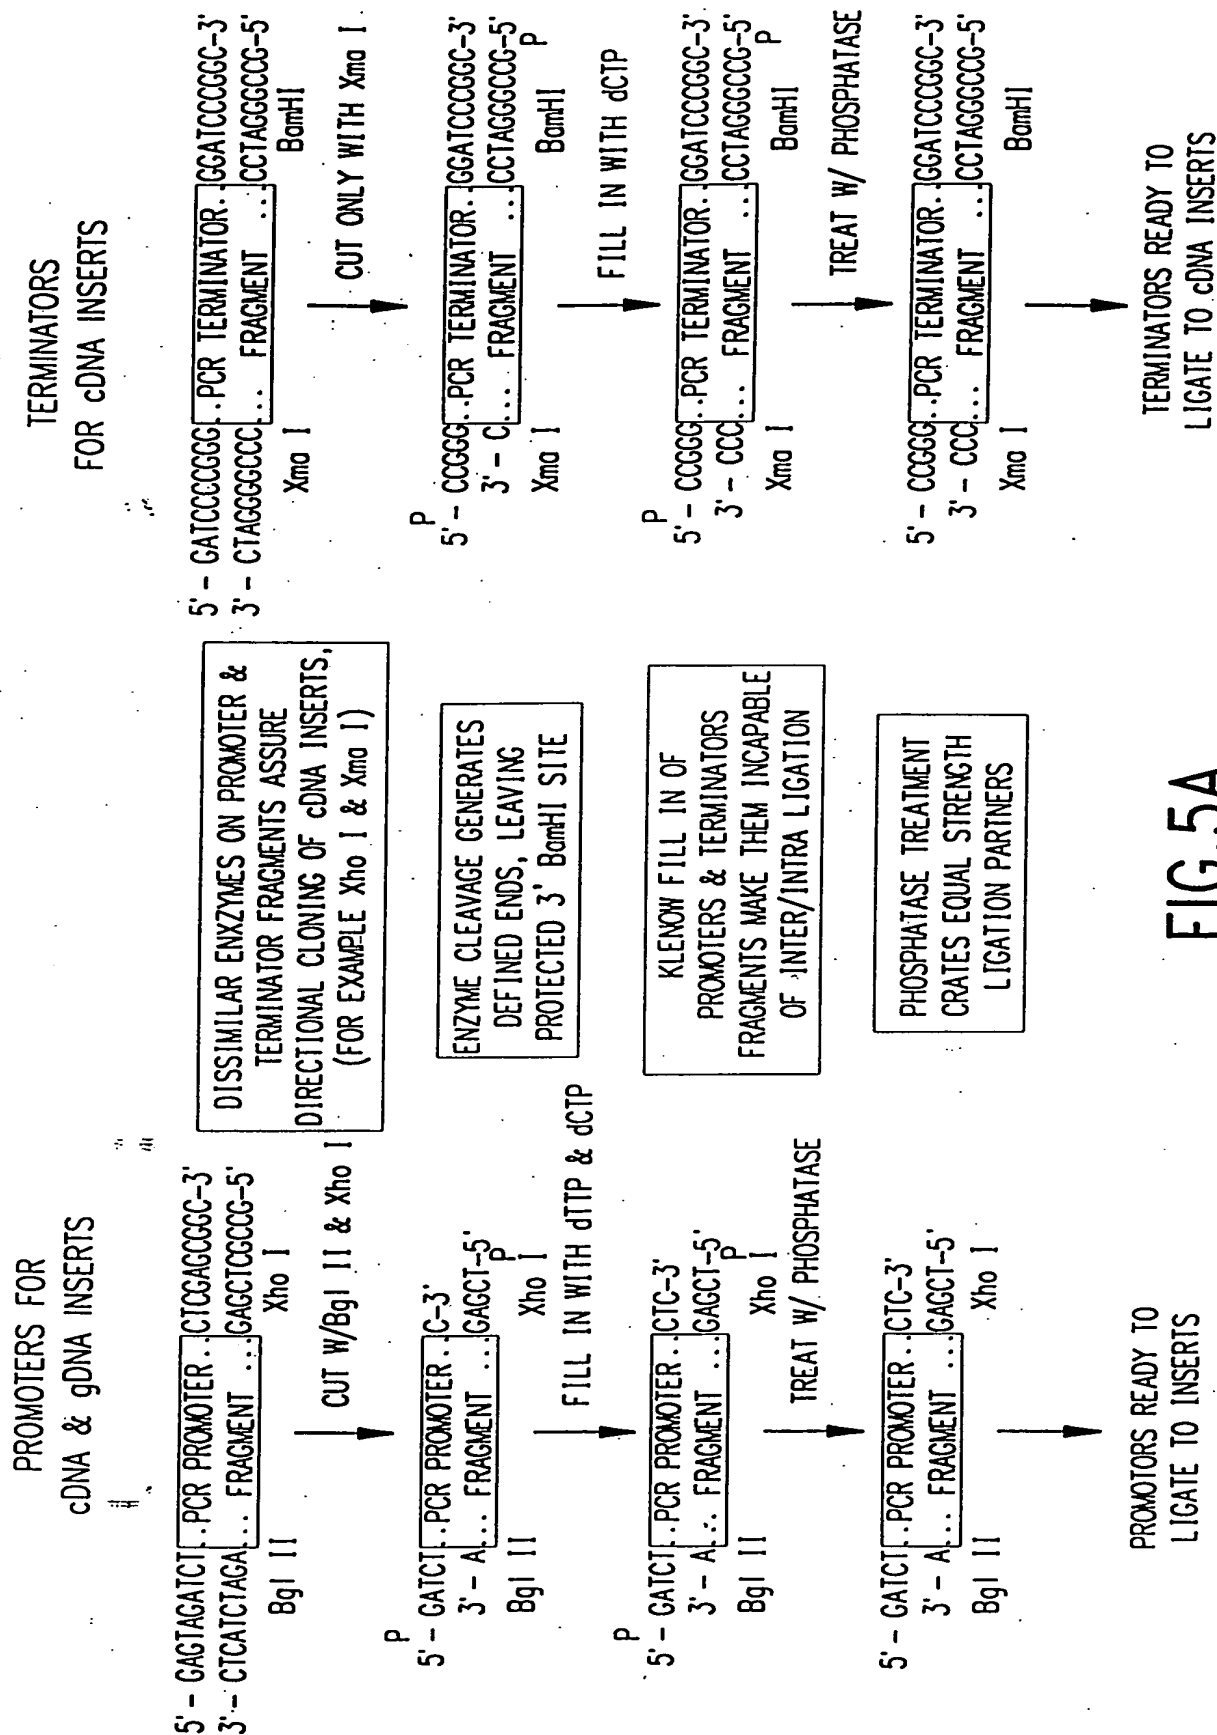 PROMOTERS FOR
cDNA & gDNA INSERTS
5'- GAGTAGATCT..PCR PROMOTER..CTCGAGCGGC-3'
3'- CTCATCTAGA... FRAGMENT ...GAGCTCGCCG-5'
Bgl II
Xho I
CUT W/Bgl II & Xho I
P
5'- GATCT..PCR PROMOTER..C-3'
3'- A... FRAGMENT ...GAGCT-5'
P
Bgl II
Xho I
FILL IN WITH dTTP & dCTP
P
5'- GATCT..PCR PROMOTER..CTC-3'
3'- A... FRAGMENT ...GAGCT-5'
P
Bgl II
Xho I
TREAT W/ PHOSPHATASE
5'- GATCT..PCR PROMOTER..CTC-3'
3'- A... FRAGMENT ...GAGCT-5'
Bgl II
Xho I
PROMOTORS READY TO
LIGATE TO INSERTS
DISSIMILAR ENXZYMES ON PROMOTER &
TERMINATOR FRAGMENTS ASSURE
DIRECTIONAL CLONING OF cDNA INSERTS,
(FOR EXAMPLE Xho I & Xma I)
ENZYME CLEAVAGE GENERATES
DEFINED ENDS, LEAVING
PROTECTED 3' BamHI SITE
KLENOW FILL IN OF
PROMOTERS & TERMINATORS
FRAGMENTS MAKE THEM INCAPABLE
OF INTER/INTRA LIGATION
PHOSPHATASE TREATMENT
CRATES EQUAL STRENGTH
LIGATION PARTNERS
TERMINATORS
FOR cDNA INSERTS
5'- GATCCCCGGG..PCR TERMINATOR..GGATCCCGGC-3'
3'- CTAGGGGCCC... FRAGMENT ...CCTAGGGCCG-5'
Xma I
BamHI
CUT ONLY WITH Xma I
P
5'- CCGGG..PCR TERMINATOR..GGATCCCGGC-3'
3'- C... FRAGMENT ...CCTAGGGCCG-5'
P
Xma I
BamHI
FILL IN WITH dCTP
P
5'- CCGGG..PCR TERMINATOR..GGATCCCGGC-3'
3'- CCC... FRAGMENT ...CCTAGGGCCG-5'
P
Xma I
BamHI
TREAT W/ PHOSPHATASE
5'- CCGGG..PCR TERMINATOR..GGATCCCGGC-3'
3'- CCC... FRAGMENT ...CCTAGGGCCG-5'
Xma I
BamHI
TERMINATORS READY TO
LIGATE TO cDNA INSERTS
FIG.5A